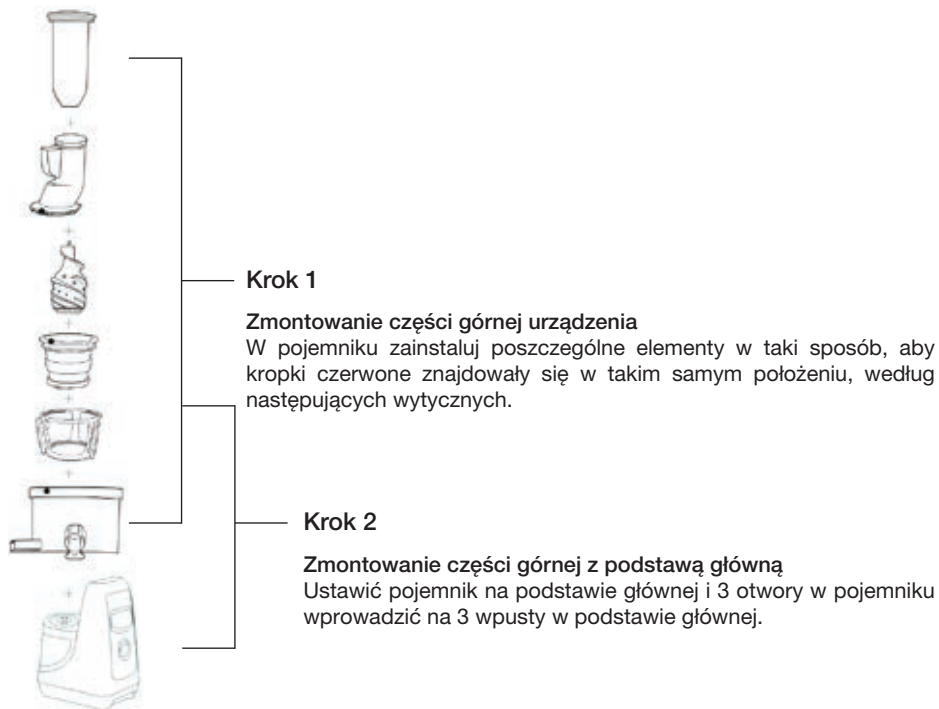 Krok 1
Zmontowanie części górnej urządzenia
W pojemniku zainstaluj poszczególne elementy w taki sposób, aby
kropki czerwone znajdowały się w takim samym położeniu, według
następujących wytycznych.
Krok 2
Zmontowanie części górnej z podstawą główną
Ustawić pojemnik na podstawie głównej i 3 otwory w pojemniku
wprowadzić na 3 wpusty w podstawie głównej.